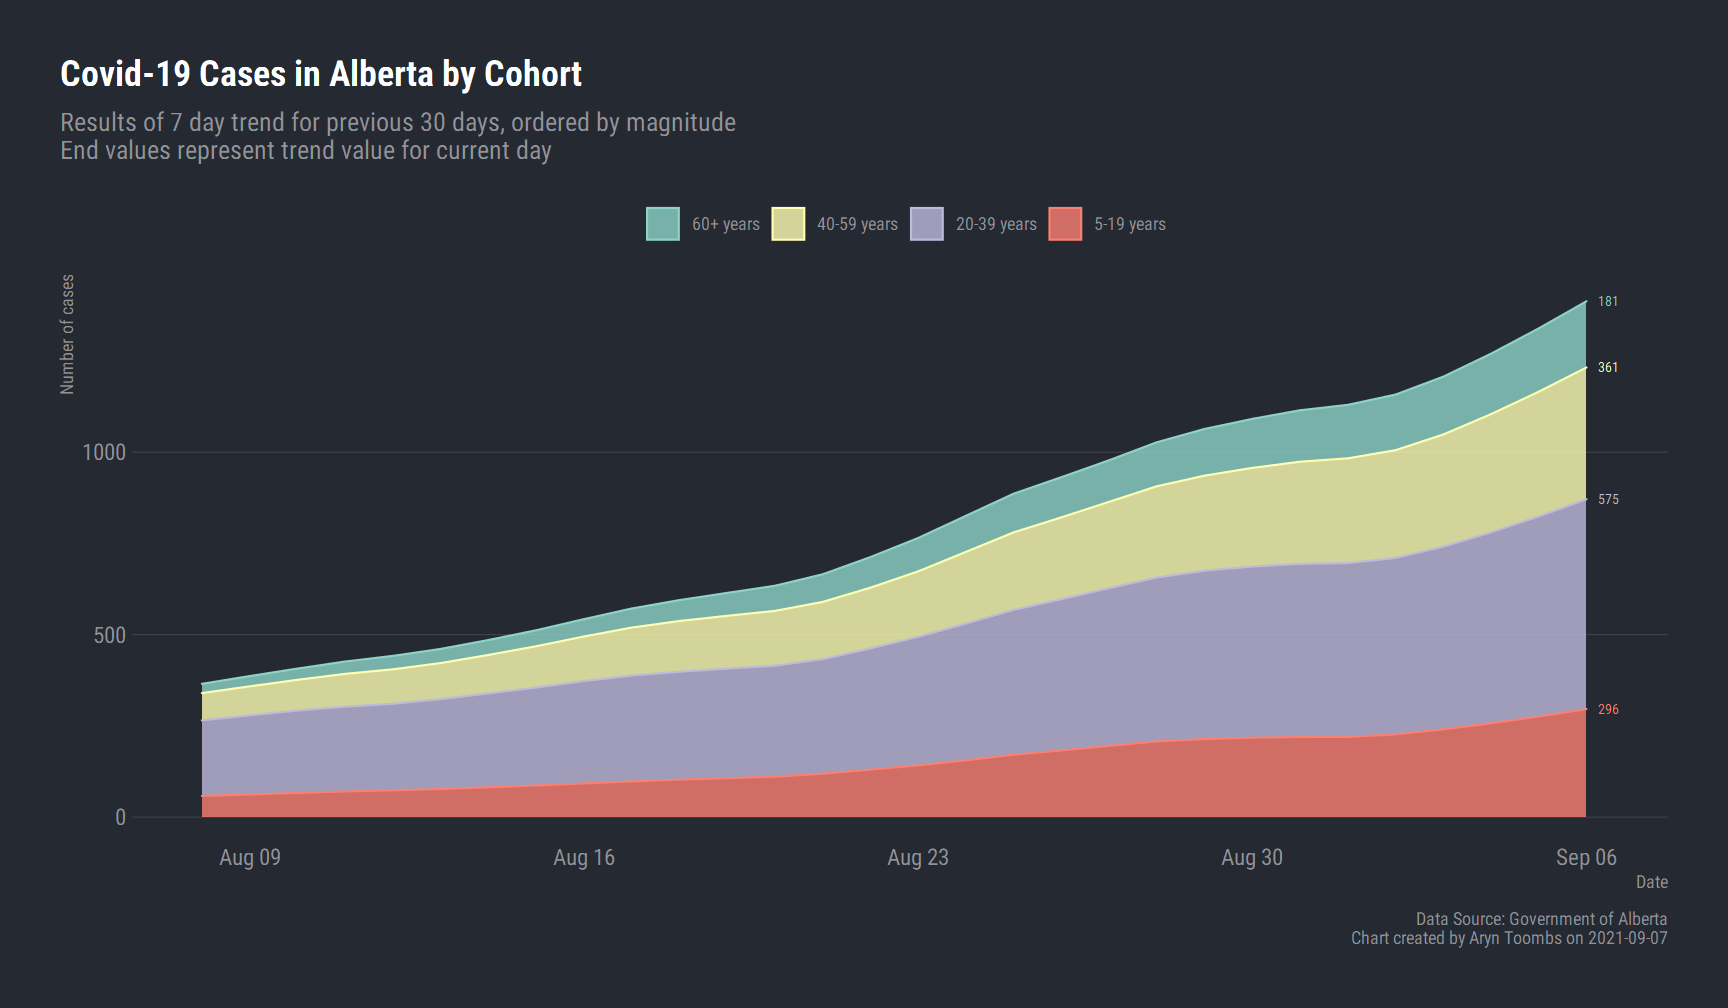 Covid-19 Cases in Alberta by Cohort
Results of 7 day trend for previous 30 days, ordered by magnitude
End values represent trend value for current day
60+ years
40-59 years
20-39 years
5-19 years
Number of cases
181
361
1000
575
500
296
0
Aug 09
Aug 16
Aug 23
Aug 30
Sep 06
Date
Data Source: Government of Alberta
Chart created by Aryn Toombs on 2021-09-07